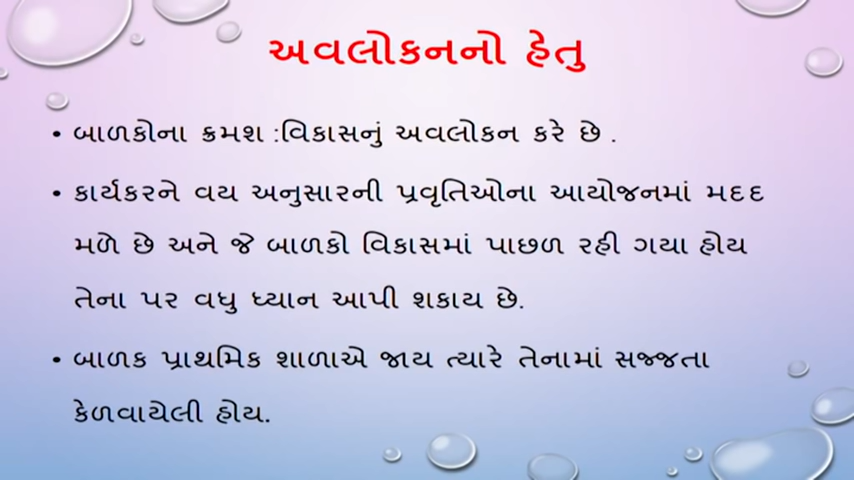 અવલોકનનો હેતુ
• બાળકોના ક્રમશ :વિકાસનું અવલોકન કરે છે .
• કાર્યકરને વય અનુસારની પ્રવૃતિઓના આયોજનમાં મદદ
મળે છે અને જે બાળકો વિકાસમાં પાછળ રહી ગયા હોય
તેના પર વધુ ધ્યાન આપી શકાય છે.
• બાળક પ્રાથમિક શાળાએ જાય ત્યારે તેનામાં સજ્જતા
કેળવાયેલી હોય.